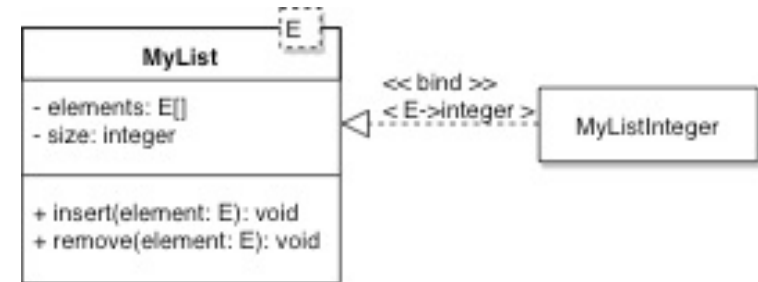 E
MyList
- elements: E[]
- size: integer
+ insert(element: E): void
+ remove(element: E): void
<< bind >>
< E->integer >
MyListInteger